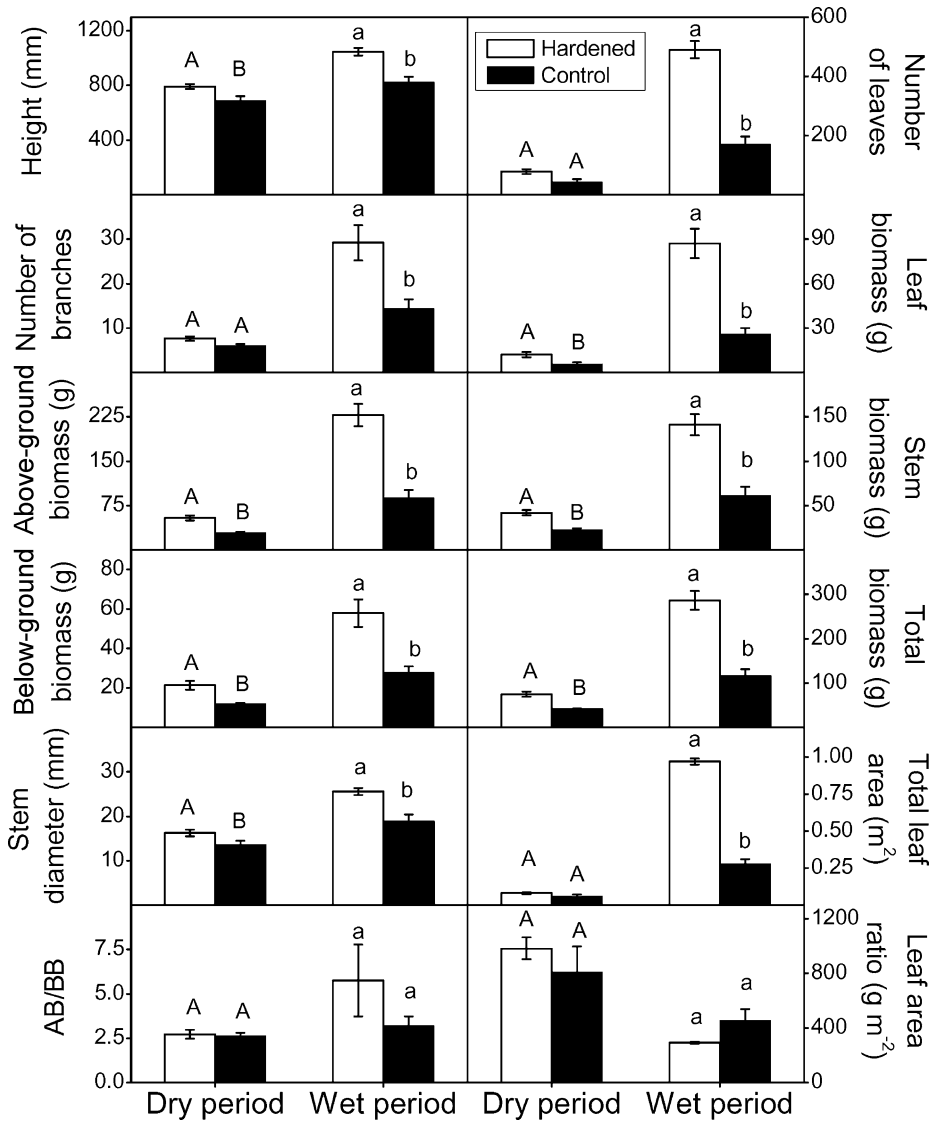 Height (mm)
1200
800
400
A
B
a
b
Hardened
Control
A
A
a
b
600
400
200
Number
of leaves
Number of
branches
30
20
10
A
A
a
b
A
B
a
b
90
60
30
Leaf
biomass (g)
Above-ground
biomass (g)
225
150
75
A
B
a
b
A
B
a
b
150
100
50
Stem
biomass (g)
Below-ground
biomass (g)
80
60
40
20
A
B
a
b
A
B
a
b
300
200
100
Total
biomass (g)
Stem
diameter (mm)
30
20
10
A
B
a
b
A
A
a
b
1.00
0.75
0.50
0.25
Total leaf
area (m²)
AB/BB
7.5
5.0
2.5
0.0
A
A
a
a
A
A
a
a
1200
800
400
0
Leaf area
ratio (g m⁻²)
Dry period Wet period Dry period Wet period